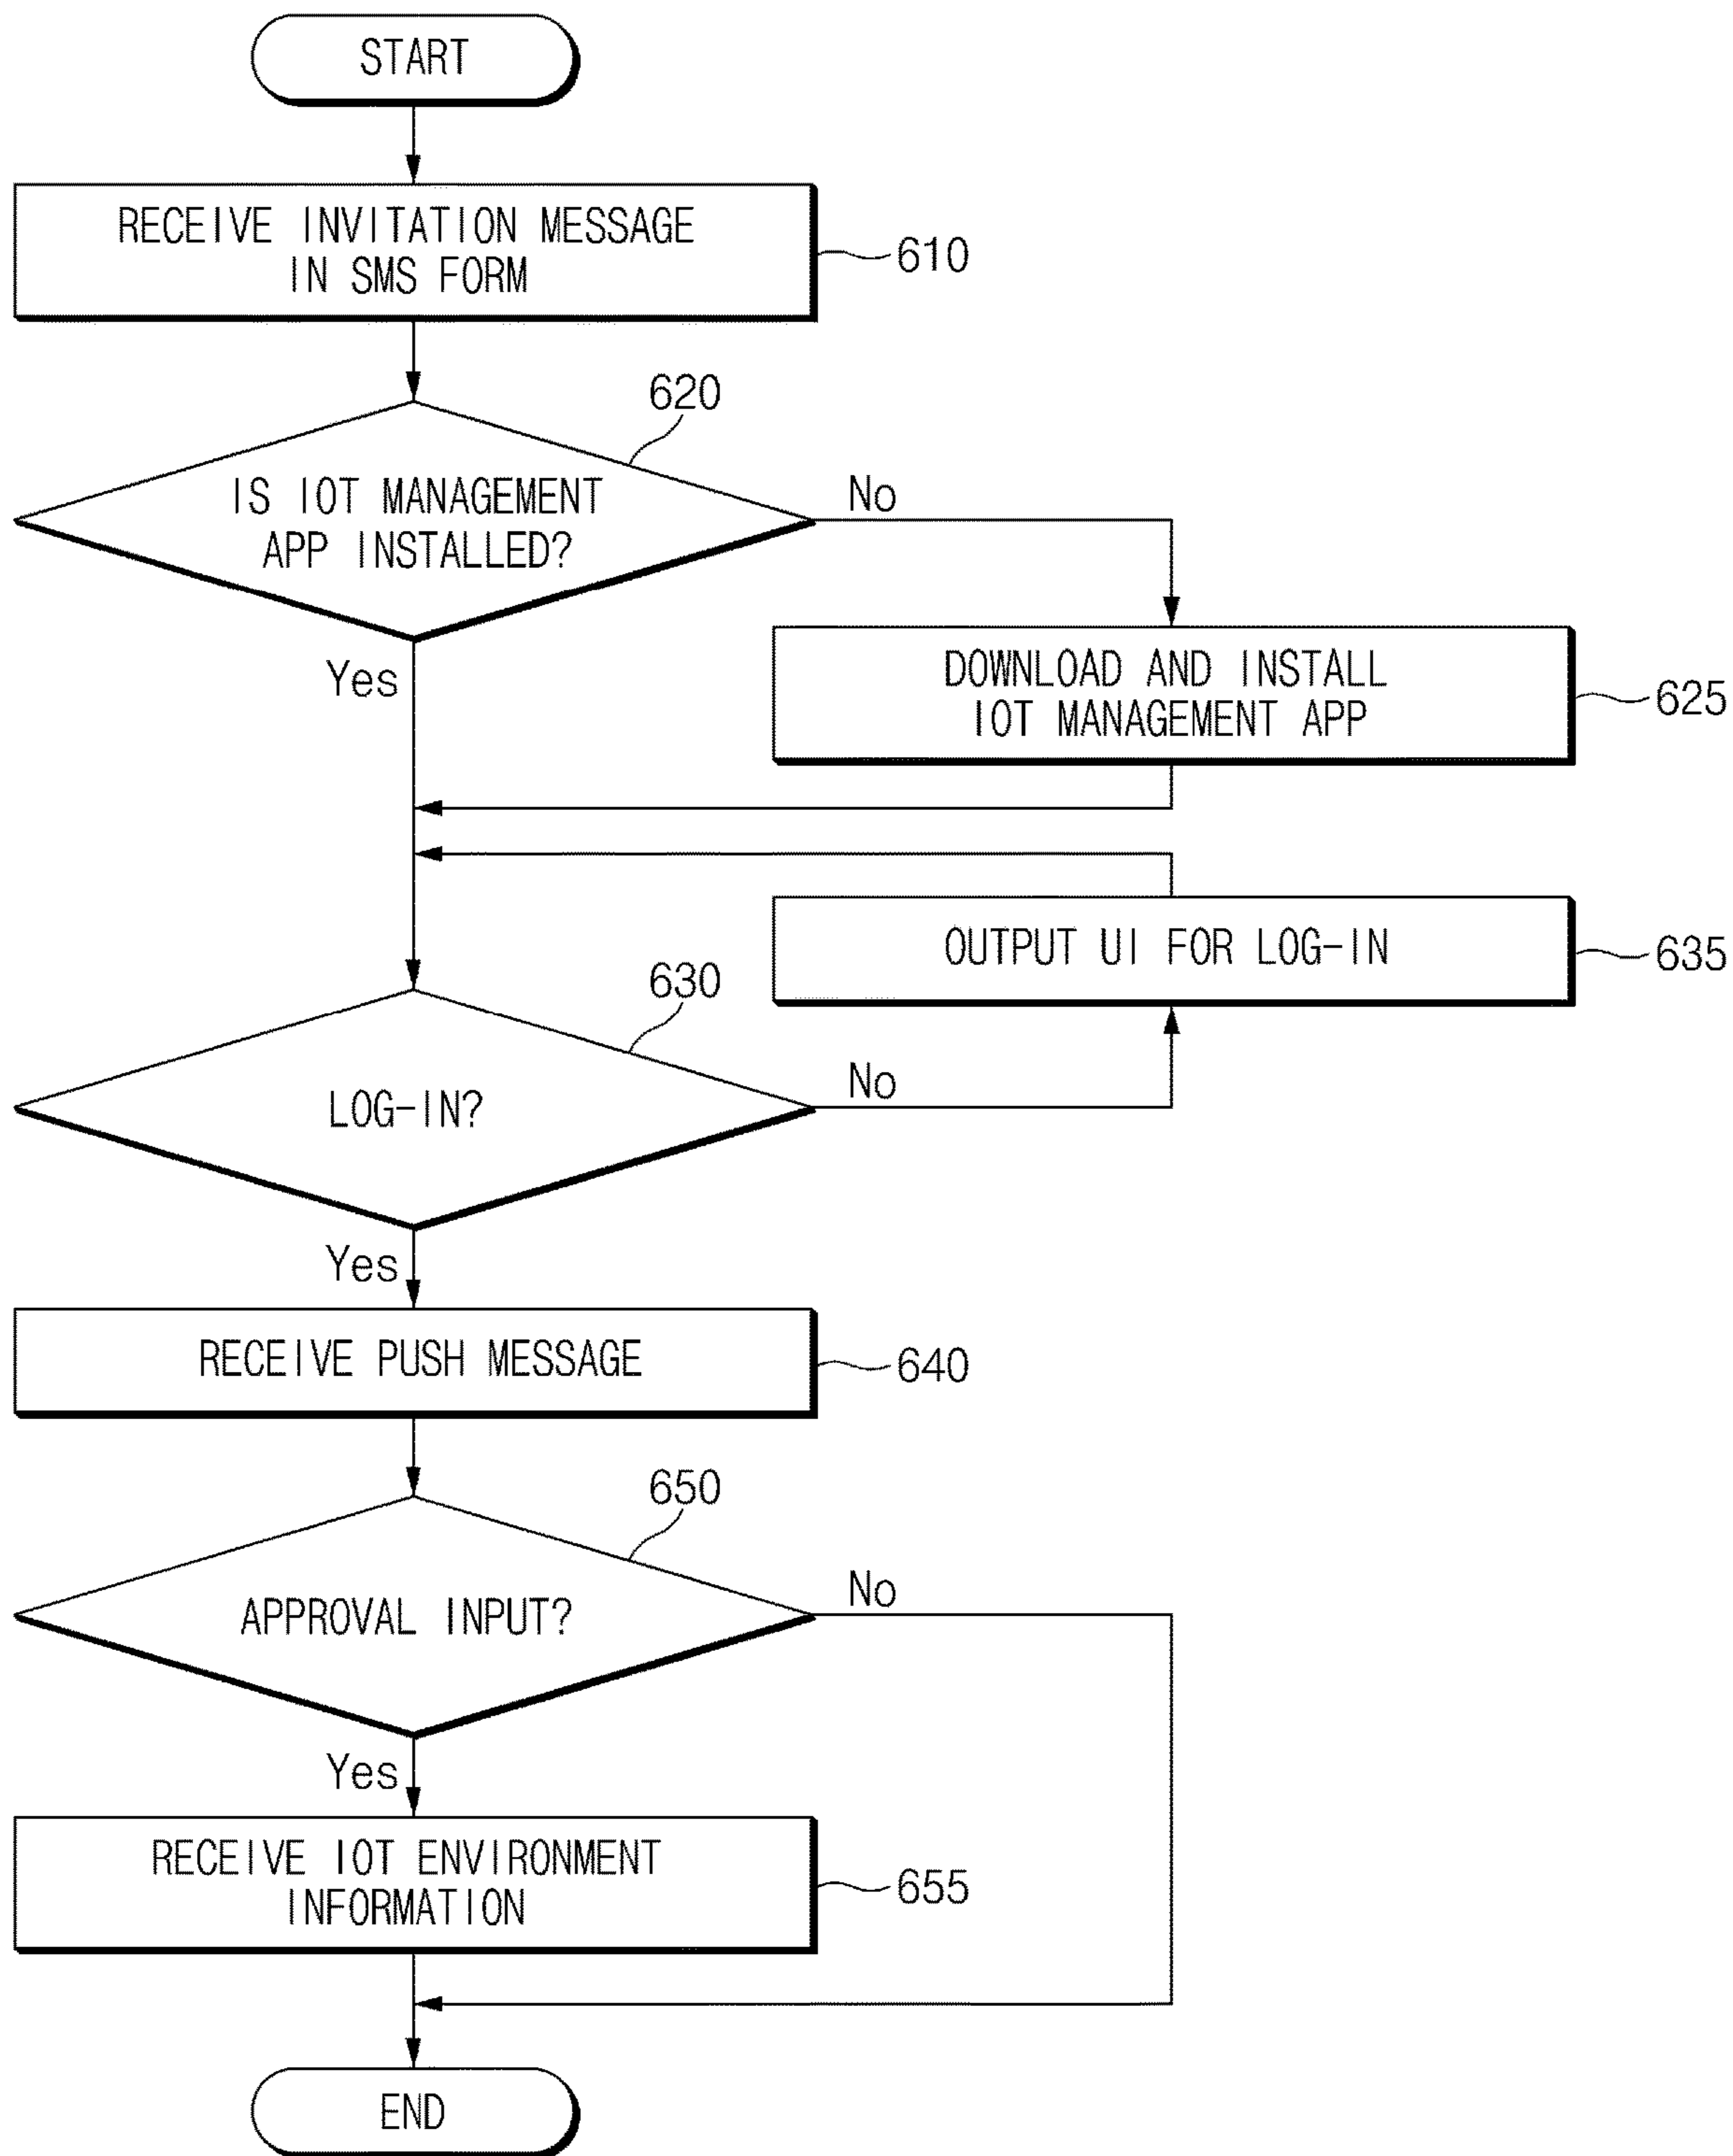 START
RECEIVE INVITATION MESSAGE
IN SMS FORM
610
620
IS IOT MANAGEMENT
APP INSTALLED?
No
Yes
DOWNLOAD AND INSTALL
IOT MANAGEMENT APP
625
OUTPUT UI FOR LOG-IN
635
630
LOG-IN?
No
Yes
RECEIVE PUSH MESSAGE
640
650
APPROVAL INPUT?
No
Yes
RECEIVE IOT ENVIRONMENT
INFORMATION
655
END